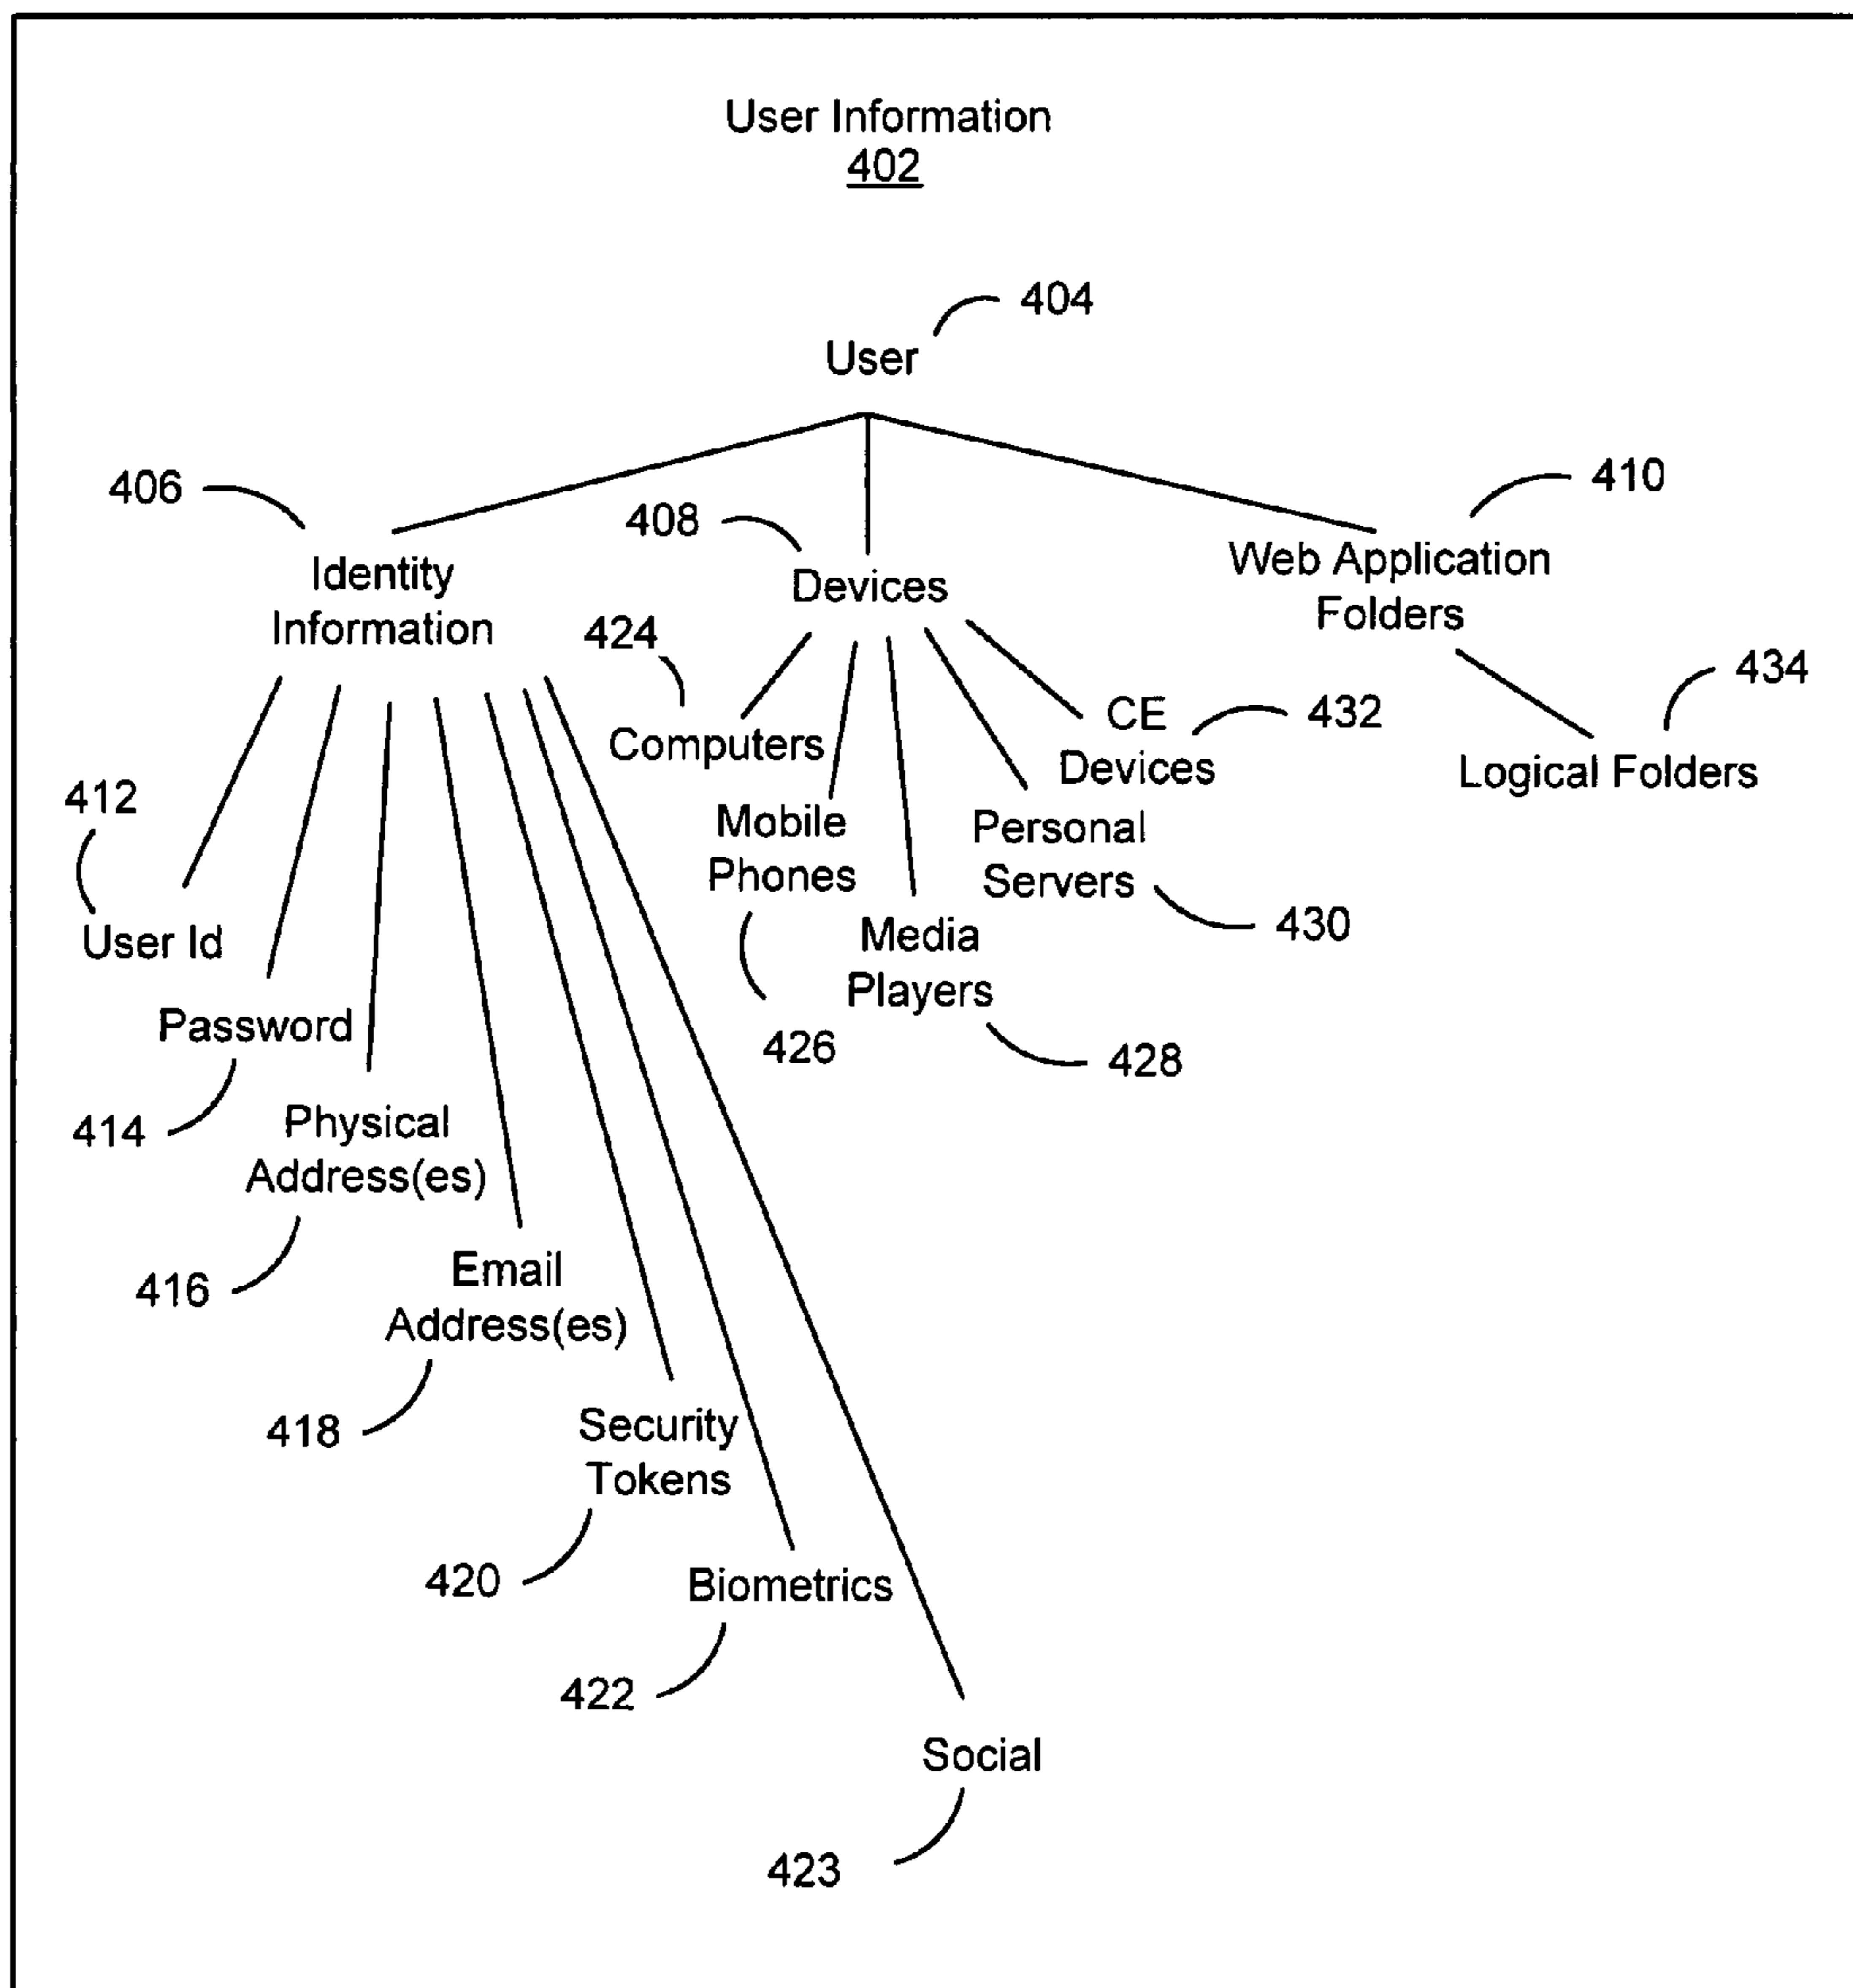 User Information
402
404
User
406
408
410
Identity
Information
Devices
Web Application
Folders
424
Computers
CE
Devices
432
434
Logical Folders
412
User Id
Mobile
Phones
Personal
Servers
430
Media
Players
426
428
Password
414
Physical
Address(es)
416
Email
Address(es)
418
Security
Tokens
420
Biometrics
422
Social
423